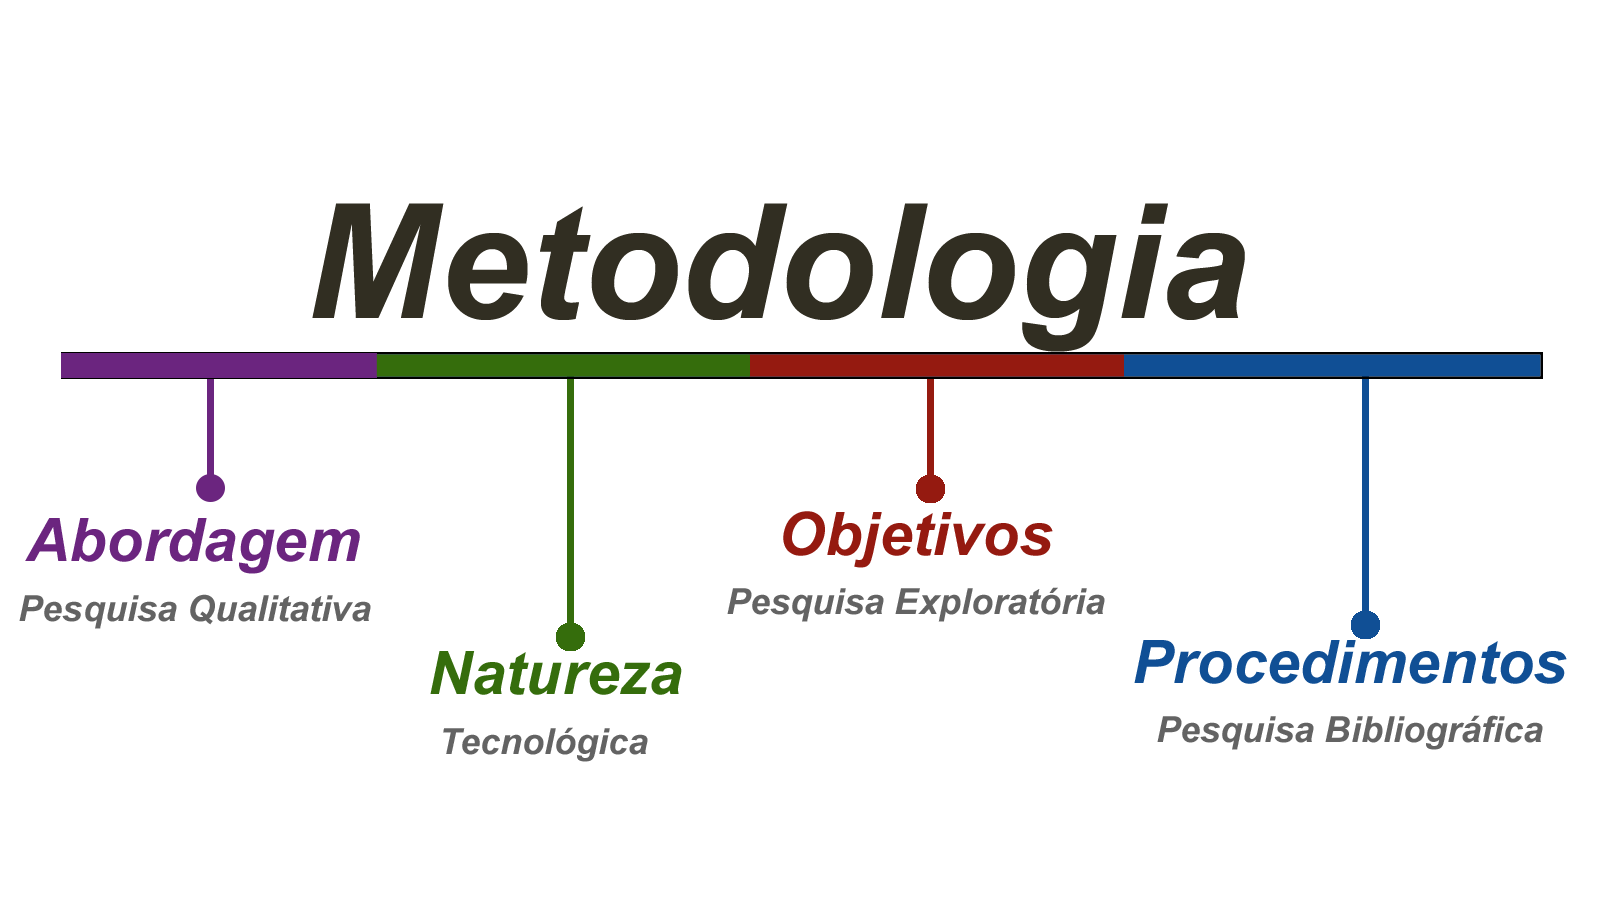 Metodologia
Abordagem
Pesquisa Qualitativa
Natureza
Tecnológica
Objetivos
Pesquisa Exploratória
Procedimentos
Pesquisa Bibliográfica